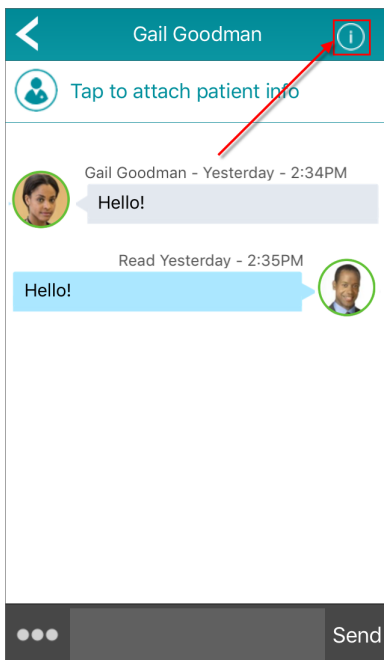 Gail Goodman
Tap to attach patient info
Gail Goodman - Yesterday - 2:34PM
Hello!
Read Yesterday - 2:35PM
Hello!
Send